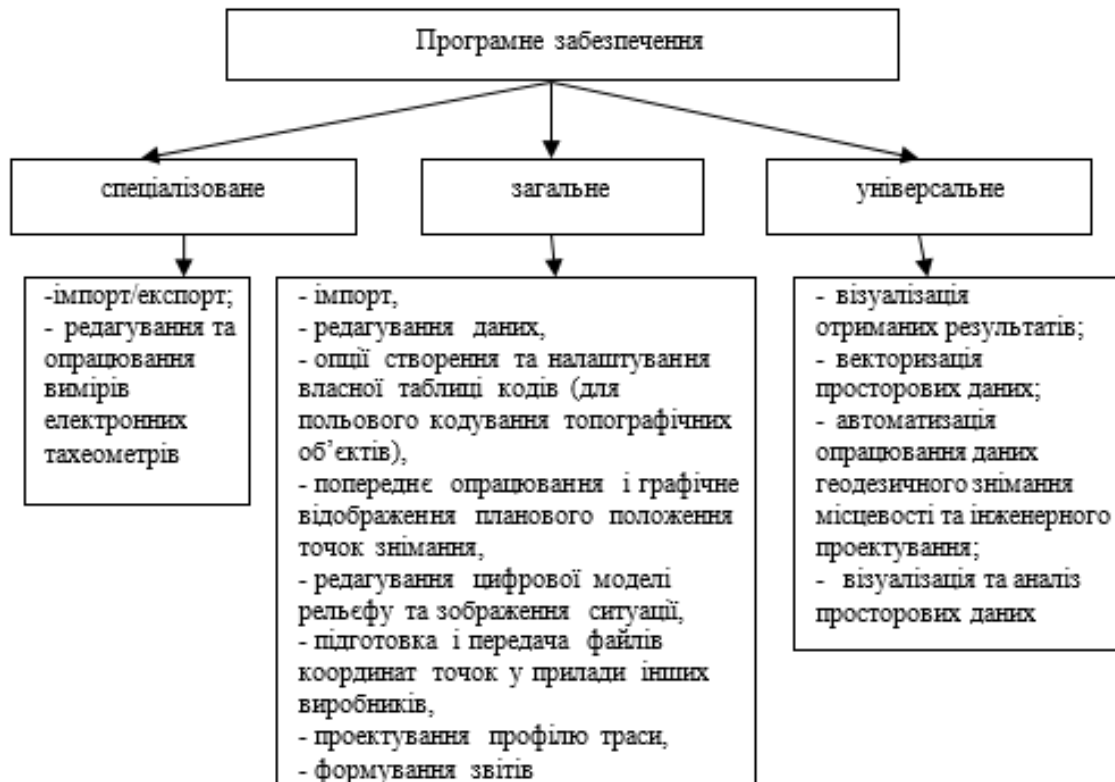 Програмне забезпечення
спеціалізоване
загальне
універсальне
-імпорт/експорт;
- редагування та
опрацювання
вимірів
електронних
тахеометрів
- імпорт,
- редагування даних,
- опції створення та налаштування
власної таблиці кодів (для
польового кодування топографічних
об’єктів),
- попереднє опрацювання і графічне
відображення планового положення
точок знімання,
- редагування цифрової моделі
рельєфу та зображення ситуації,
- підготовка і передача файлів
координат точок у прилади інших
виробників,
- проектування профілю траси,
- формування звітів
- візуалізація
отриманих результатів;
- векторизація
просторових даних;
- автоматизація
опрацювання даних
геодезичного знімання
місцевості та інженерного
проектування;
- візуалізація та аналіз
просторових даних